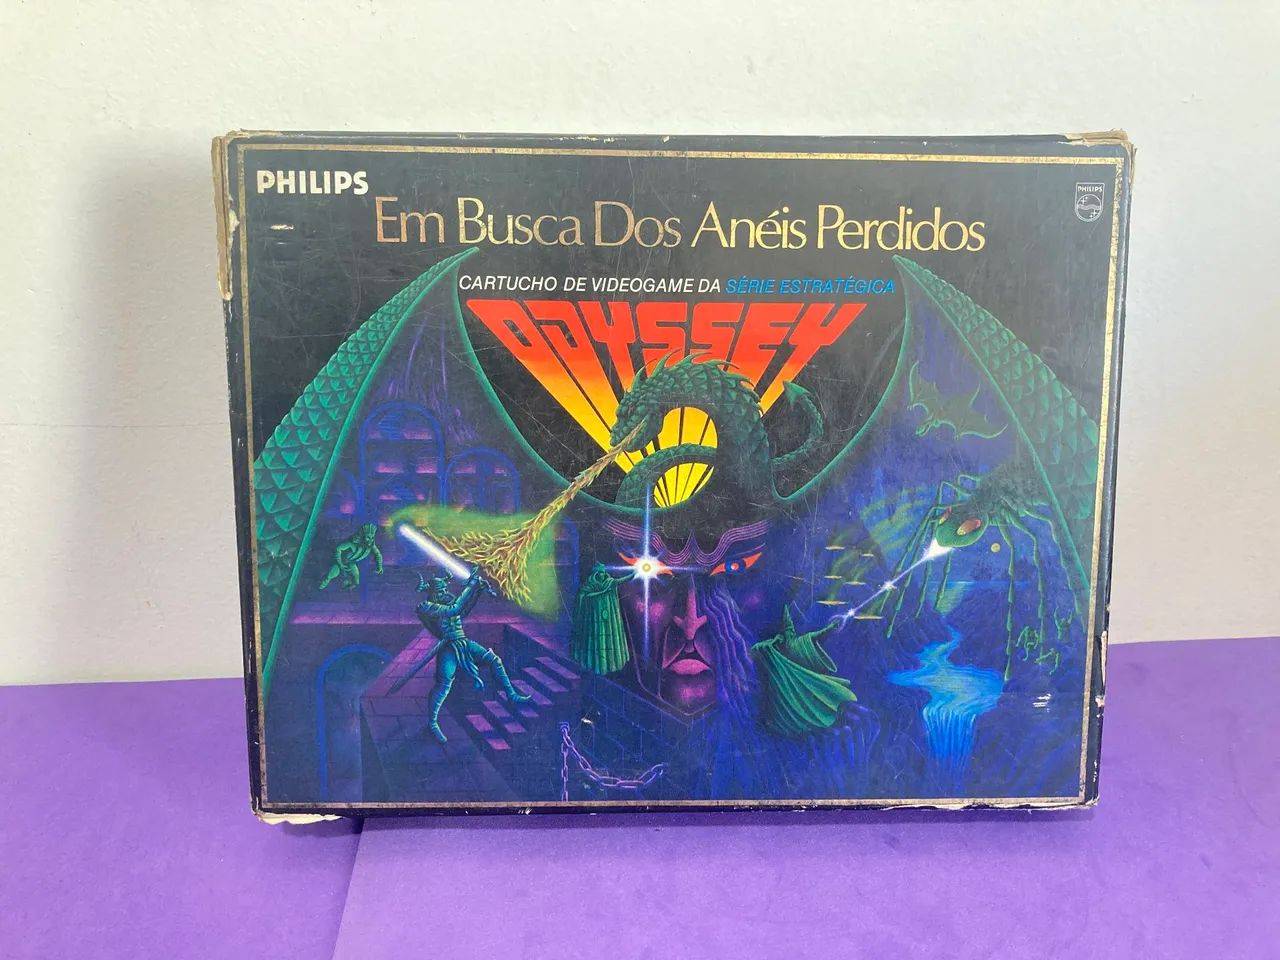 PHILIPS
Em Busca Dos Anéis Perdidos
PHILIPS
CARTUCHO DE VIDEOGAME DA SÉRIE ESTRATÉGICA
ODYSSEY